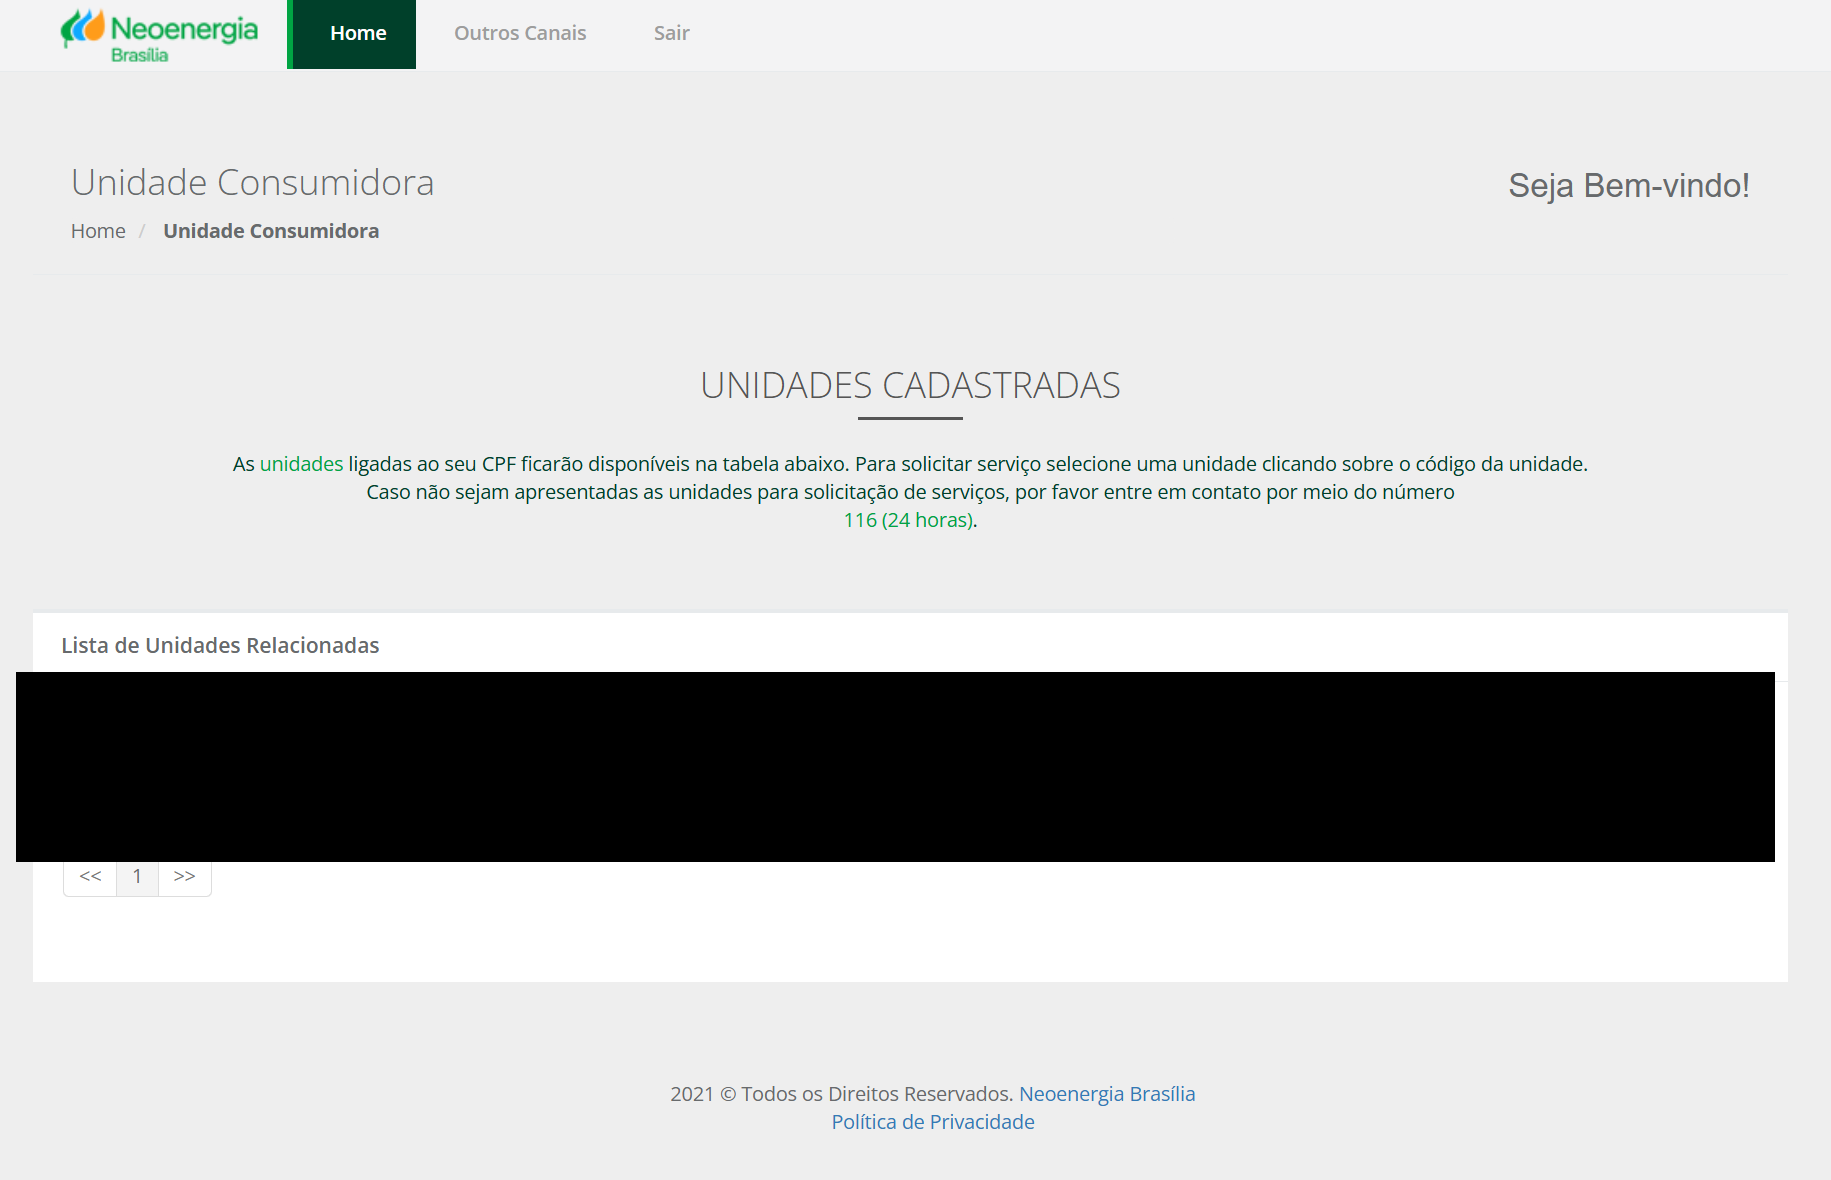 Neoenergia
Brasília
Home
Outros Canais
Sair
Unidade Consumidora
Seja Bem-vindo!
Home / Unidade Consumidora
UNIDADES CADASTRADAS
As unidades ligadas ao seu CPF ficarão disponíveis na tabela abaixo. Para solicitar serviço selecione uma unidade clicando sobre o código da unidade.
Caso não sejam apresentadas as unidades para solicitação de serviços, por favor entre em contato por meio do número
116 (24 horas).
Lista de Unidades Relacionadas
<< 1 >>
2021 © Todos os Direitos Reservados. Neoenergia Brasília
Política de Privacidade